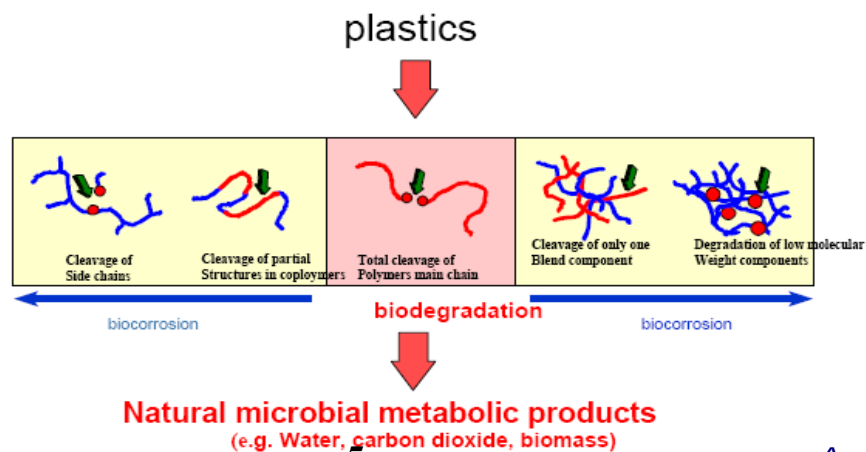 plastics
Cleavage of
Side chains
Cleavage of partial
Structures in coploymers
Total cleavage of
Polymers main chain
Cleavage of only one
Blend component
Degradation of low molecular
Weight components
biocorrosion
biodegradation
biocorrosion
Natural microbial metabolic products
(e.g. Water, carbon dioxide, biomass)